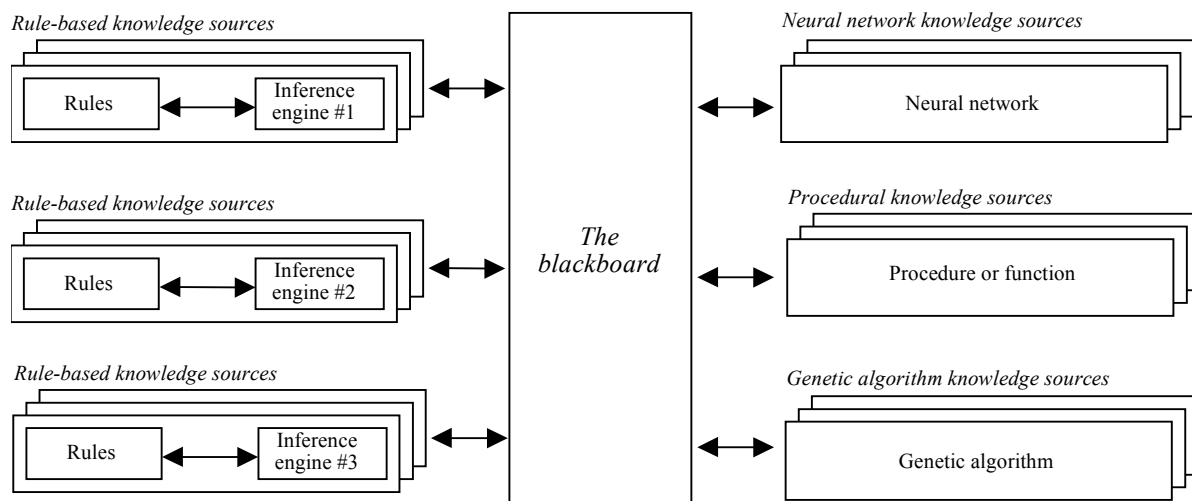 Rule-based knowledge sources
Rules
Inference
engine #1
Rule-based knowledge sources
Rules
Inference
engine #2
Rule-based knowledge sources
Rules
Inference
engine #3
The
blackboard
Neural network knowledge sources
Neural network
Procedural knowledge sources
Procedure or function
Genetic algorithm knowledge sources
Genetic algorithm